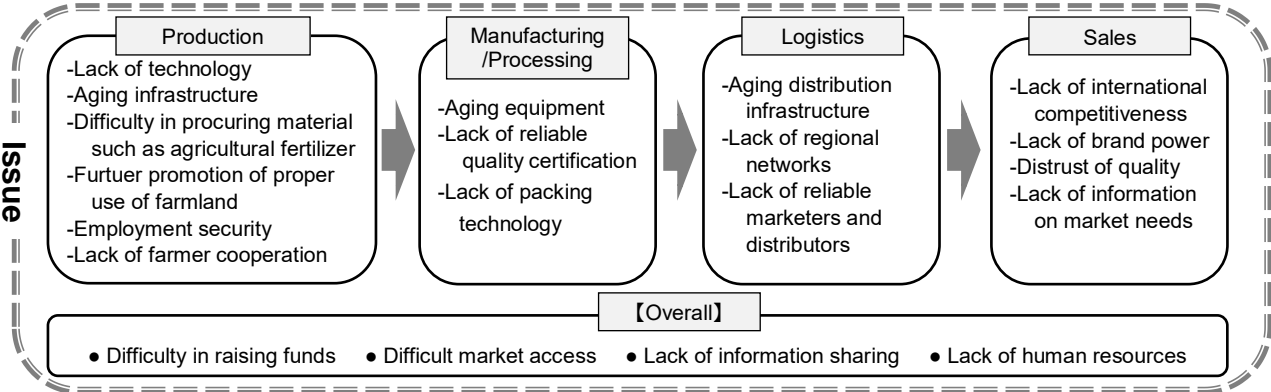 Issue
Production
-Lack of technology
-Aging infrastructure
-Difficulty in procuring material
such as agricultural fertilizer
-Furtuer promotion of proper
use of farmland
-Employment security
-Lack of farmer cooperation
Manufacturing
/Processing
-Aging equipment
-Lack of reliable
quality certification
-Lack of packing
technology
Logistics
-Aging distribution
infrastructure
-Lack of regional
networks
-Lack of reliable
marketers and
distributors
Sales
-Lack of international
competitiveness
-Lack of brand power
-Distrust of quality
-Lack of information
on market needs
【Overall】
● Difficulty in raising funds ● Difficult market access ● Lack of information sharing ● Lack of human resources